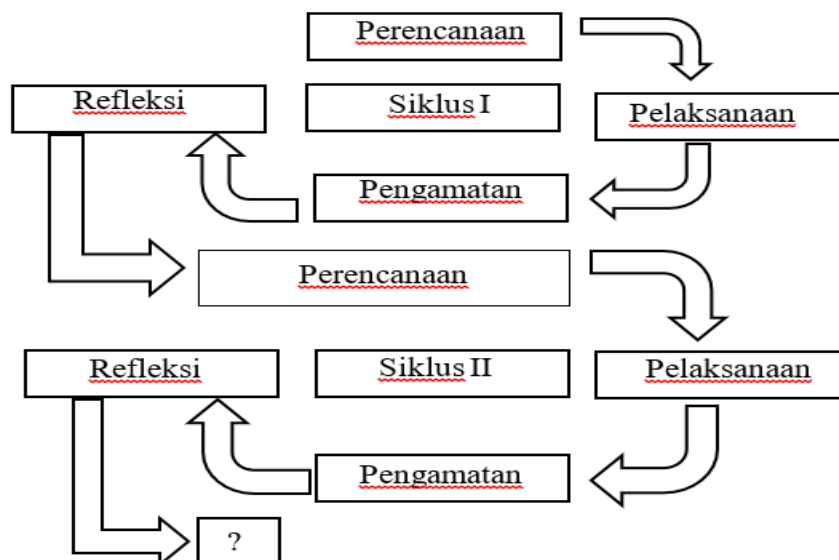 Perencanaan
Refleksi
Siklus I
Pelaksanaan
Pengamatan
Perencanaan
Refleksi
Siklus II
Pelaksanaan
Pengamatan
?